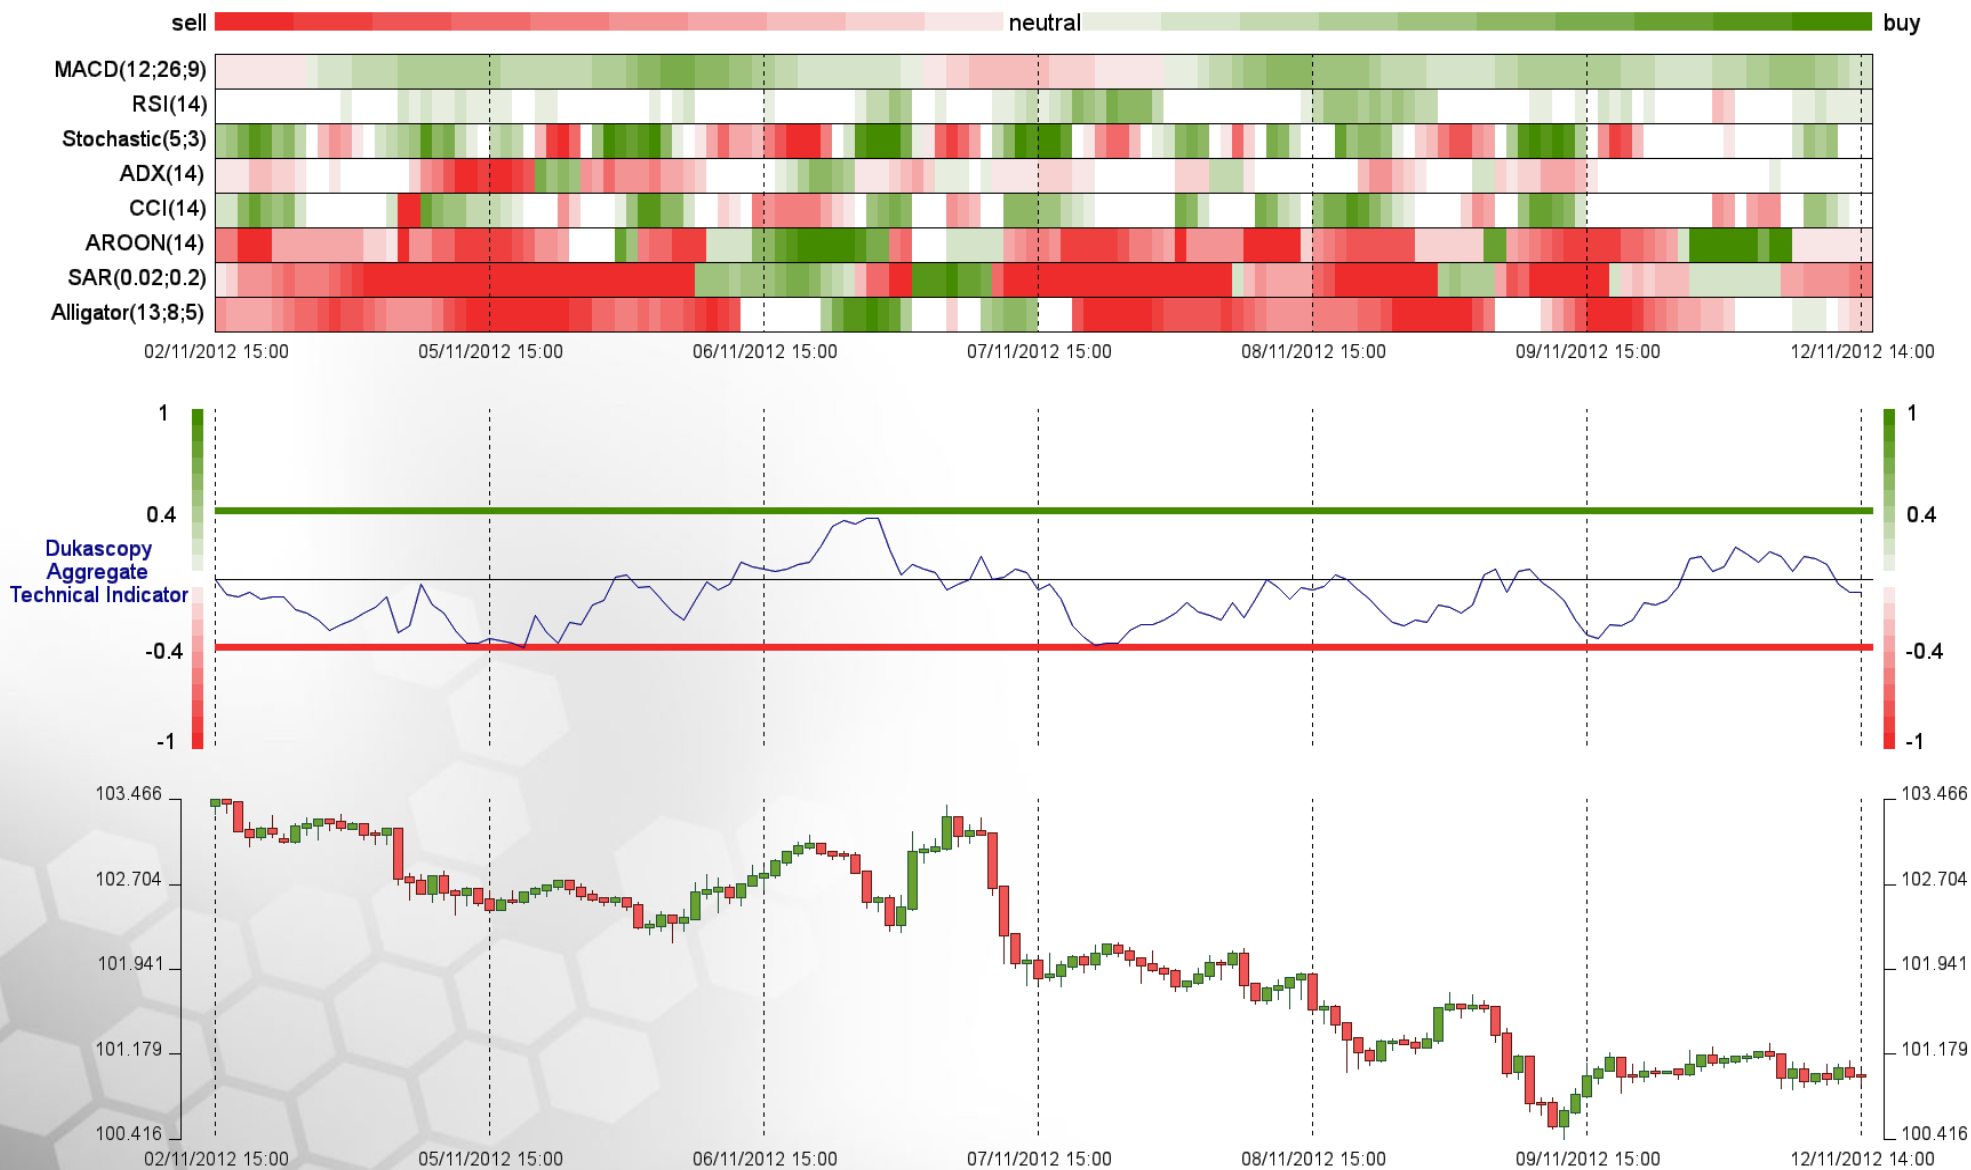 sell neutral buy
MACD(12;26;9)
RSI(14)
Stochastic(5;3)
ADX(14)
CCI(14)
AROON(14)
SAR(0.02;0.2)
Alligator(13;8;5)
02/11/2012 15:00 05/11/2012 15:00 06/11/2012 15:00 07/11/2012 15:00 08/11/2012 15:00 09/11/2012 15:00 12/11/2012 14:00
1 1
0.4 0.4
Dukascopy
Aggregate
Technical Indicator
-0.4 -0.4
-1 -1
103.466 103.466
102.704 102.704
101.941 101.941
101.179 101.179
100.416 100.416
02/11/2012 15:00 05/11/2012 15:00 06/11/2012 15:00 07/11/2012 15:00 08/11/2012 15:00 09/11/2012 15:00 12/11/2012 14:00